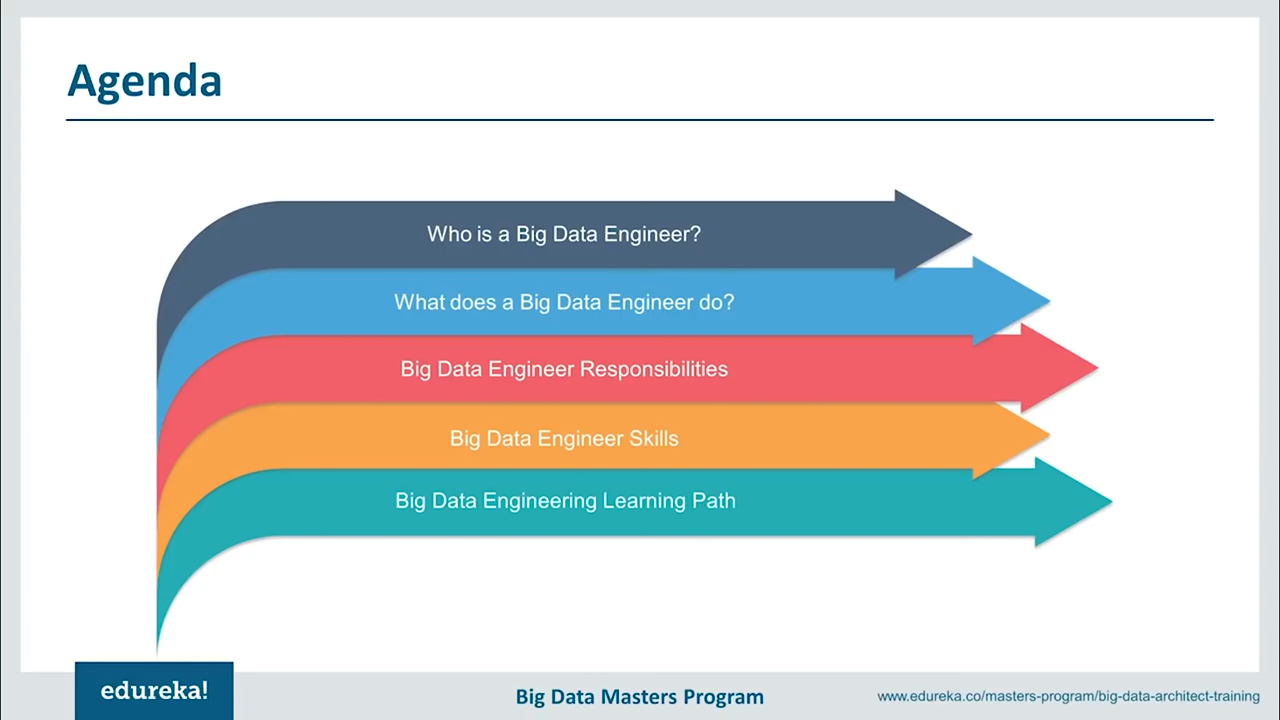 Agenda
Who is a Big Data Engineer?
What does a Big Data Engineer do?
Big Data Engineer Responsibilities
Big Data Engineer Skills
Big Data Engineering Learning Path
edureka!
Big Data Masters Program
www.edureka.co/masters-program/big-data-architect-training